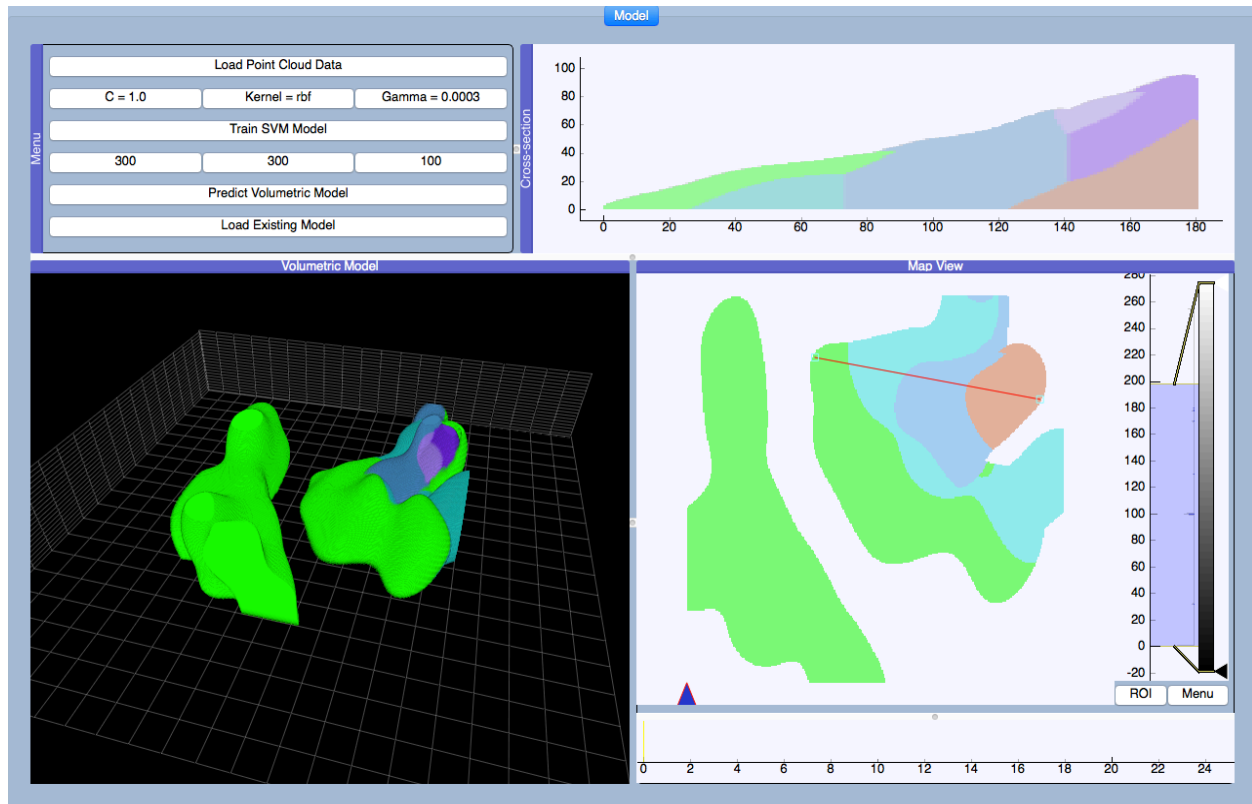 Model
Menu
Load Point Cloud Data
C = 1.0 Kernel = rbf Gamma = 0.0003
Train SVM Model
300 300 100
Predict Volumetric Model
Load Existing Model
Cross-section
100
80
60
40
20
0
0 20 40 60 80 100 120 140 160 180
Volumetric Model
Map View
280
260
240
220
200
180
160
140
120
100
80
60
40
20
0
-20
ROI Menu
0 2 4 6 8 10 12 14 16 18 20 22 24